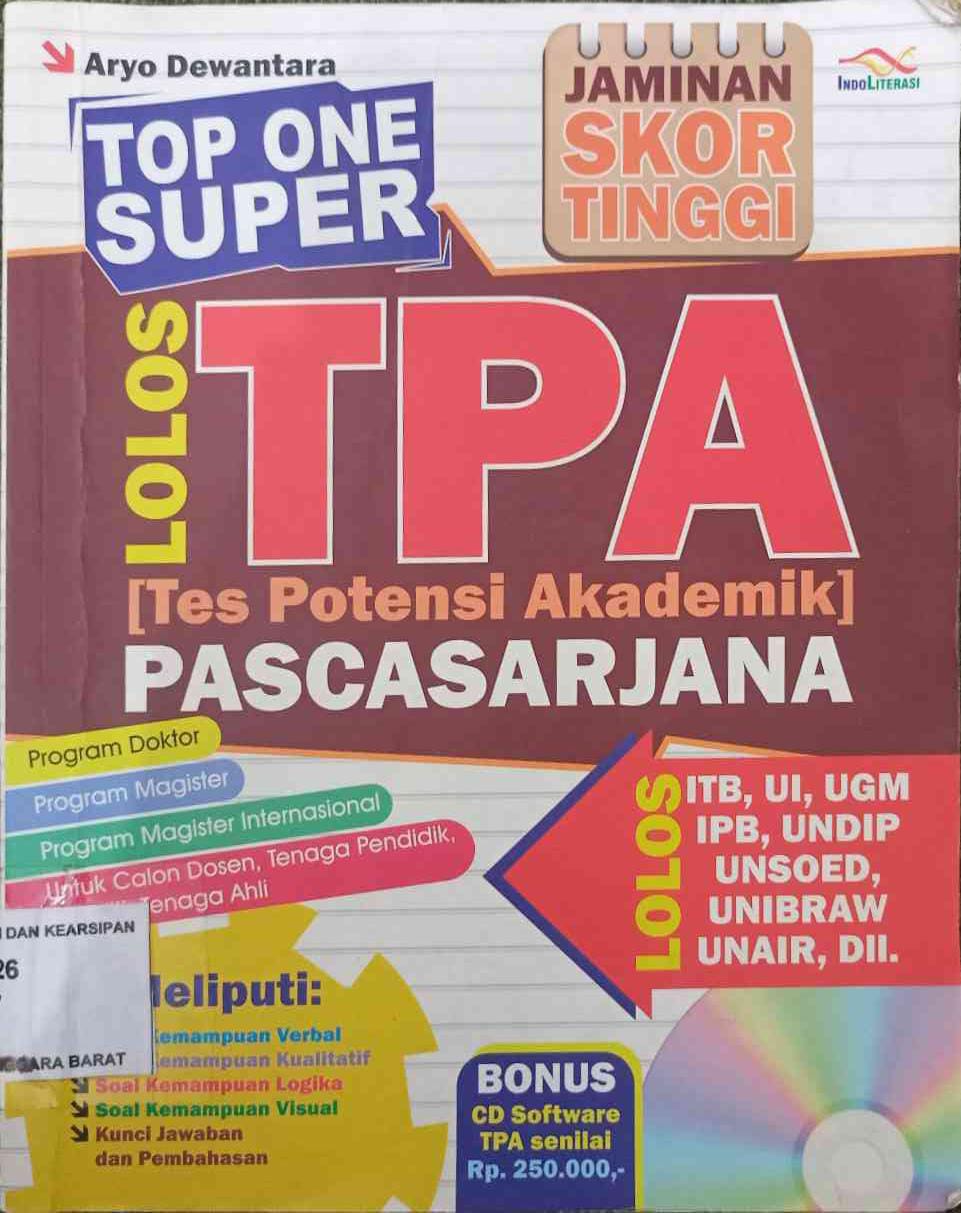 Aryo Dewantara
JAMINAN
SKOR
TINGGI
INDOLITERASI
TOP ONE
SUPER
LOLOS
TPA
[Tes Potensi Akademik]
PASCASARJANA
Program Doktor
Program Magister
Program Magister Internasional
Untuk Calon Dosen, Tenaga Pendidik,
Tenaga Ahli
LOLOS
ITB, UI, UGM
IPB, UNDIP
UNSOED,
UNIBRAW
UNAIR, Dll.
DAN KEARSIPAN
26
ARA BARAT
Meliputi:
Kemampuan Verbal
Kemampuan Kualitatif
Soal Kemampuan Logika
Soal Kemampuan Visual
Kunci Jawaban
dan Pembahasan
BONUS
CD Software
TPA senilai
Rp. 250.000,-